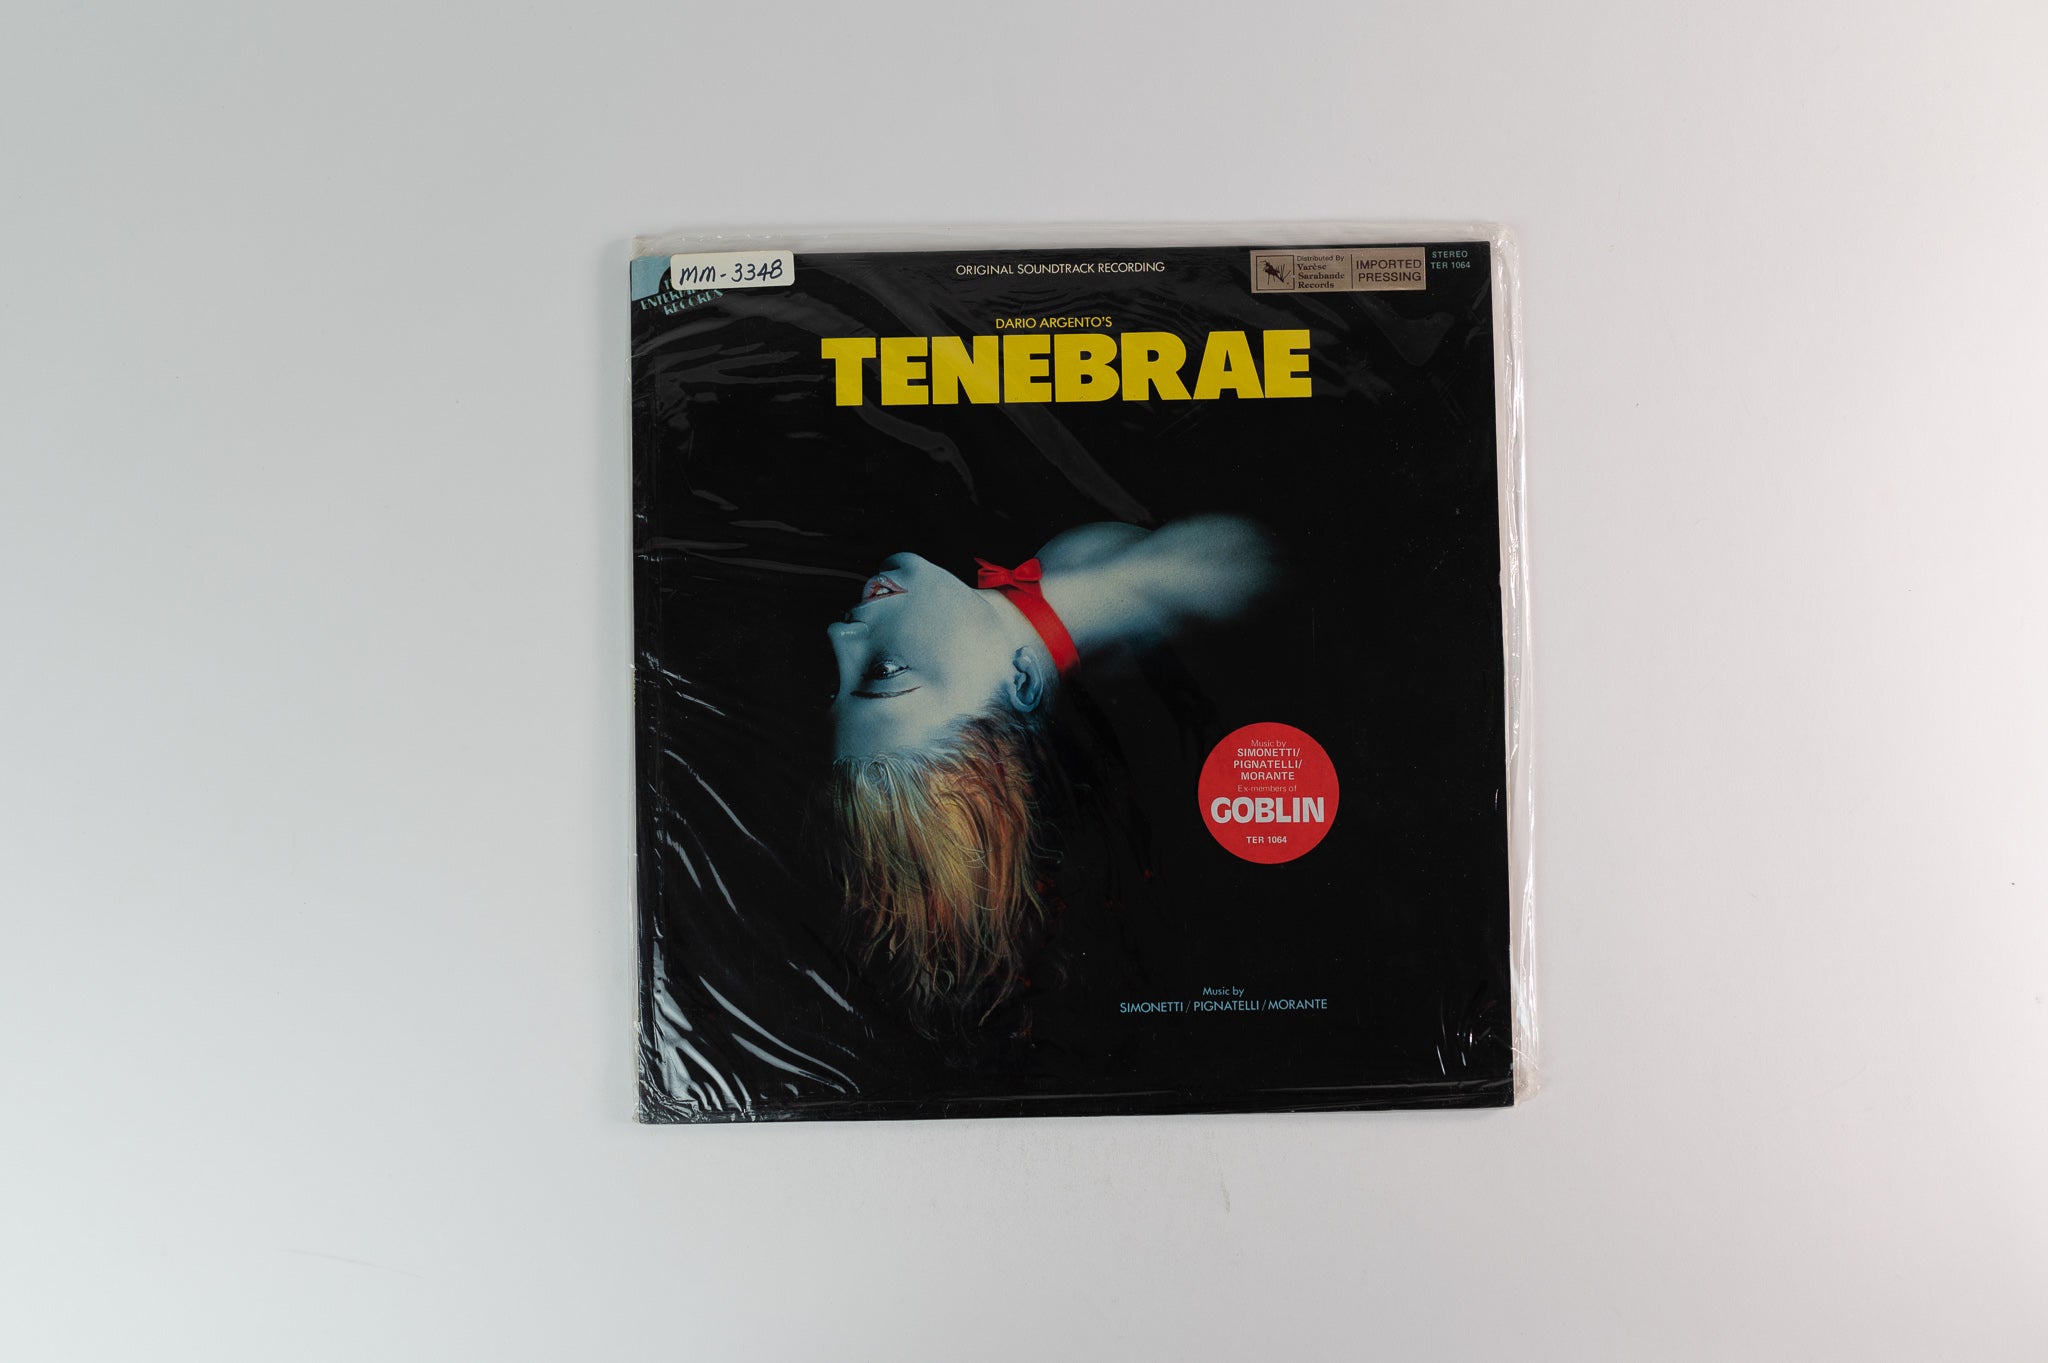 MM-3348
RECORDS
ORIGINAL SOUNDTRACK RECORDING
Distributed By
Varèse
Sarabande
Records
IMPORTED
PRESSING
STEREO
TER 1064
DARIO ARGENTO'S
TENEBRAE
Music by
SIMONETTI/
PIGNATELLI/
MORANTE
Ex-members of
GOBLIN
TER 1064
Music by
SIMONETTI/PIGNATELLI/MORANTE